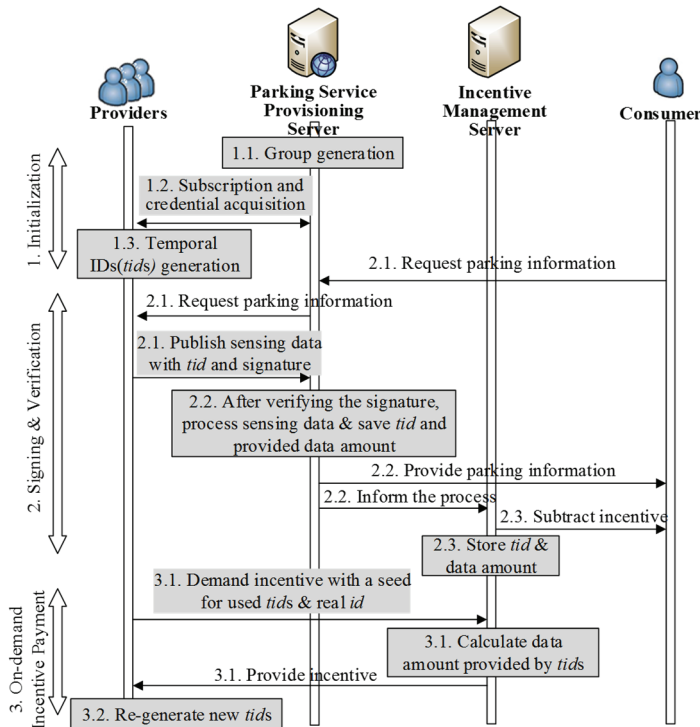 Providers
Parking Service
Provisioning
Server
Incentive
Management
Server
Consumer
1. Initialization
1.1. Group generation
1.2. Subscription and
credential acquisition
1.3. Temporal
IDs(tids) generation
2.1. Request parking information
2.1. Request parking information
2. Signing & Verification
2.1. Publish sensing data
with tid and signature
2.2. After verifying the signature,
process sensing data & save tid and
provided data amount
2.2. Provide parking information
2.2. Inform the process
2.3. Subtract incentive
2.3. Store tid &
data amount
3. On-demand
Incentive Payment
3.1. Demand incentive with a seed
for used tids & real id
3.1. Calculate data
amount provided by tids
3.1. Provide incentive
3.2. Re-generate new tids